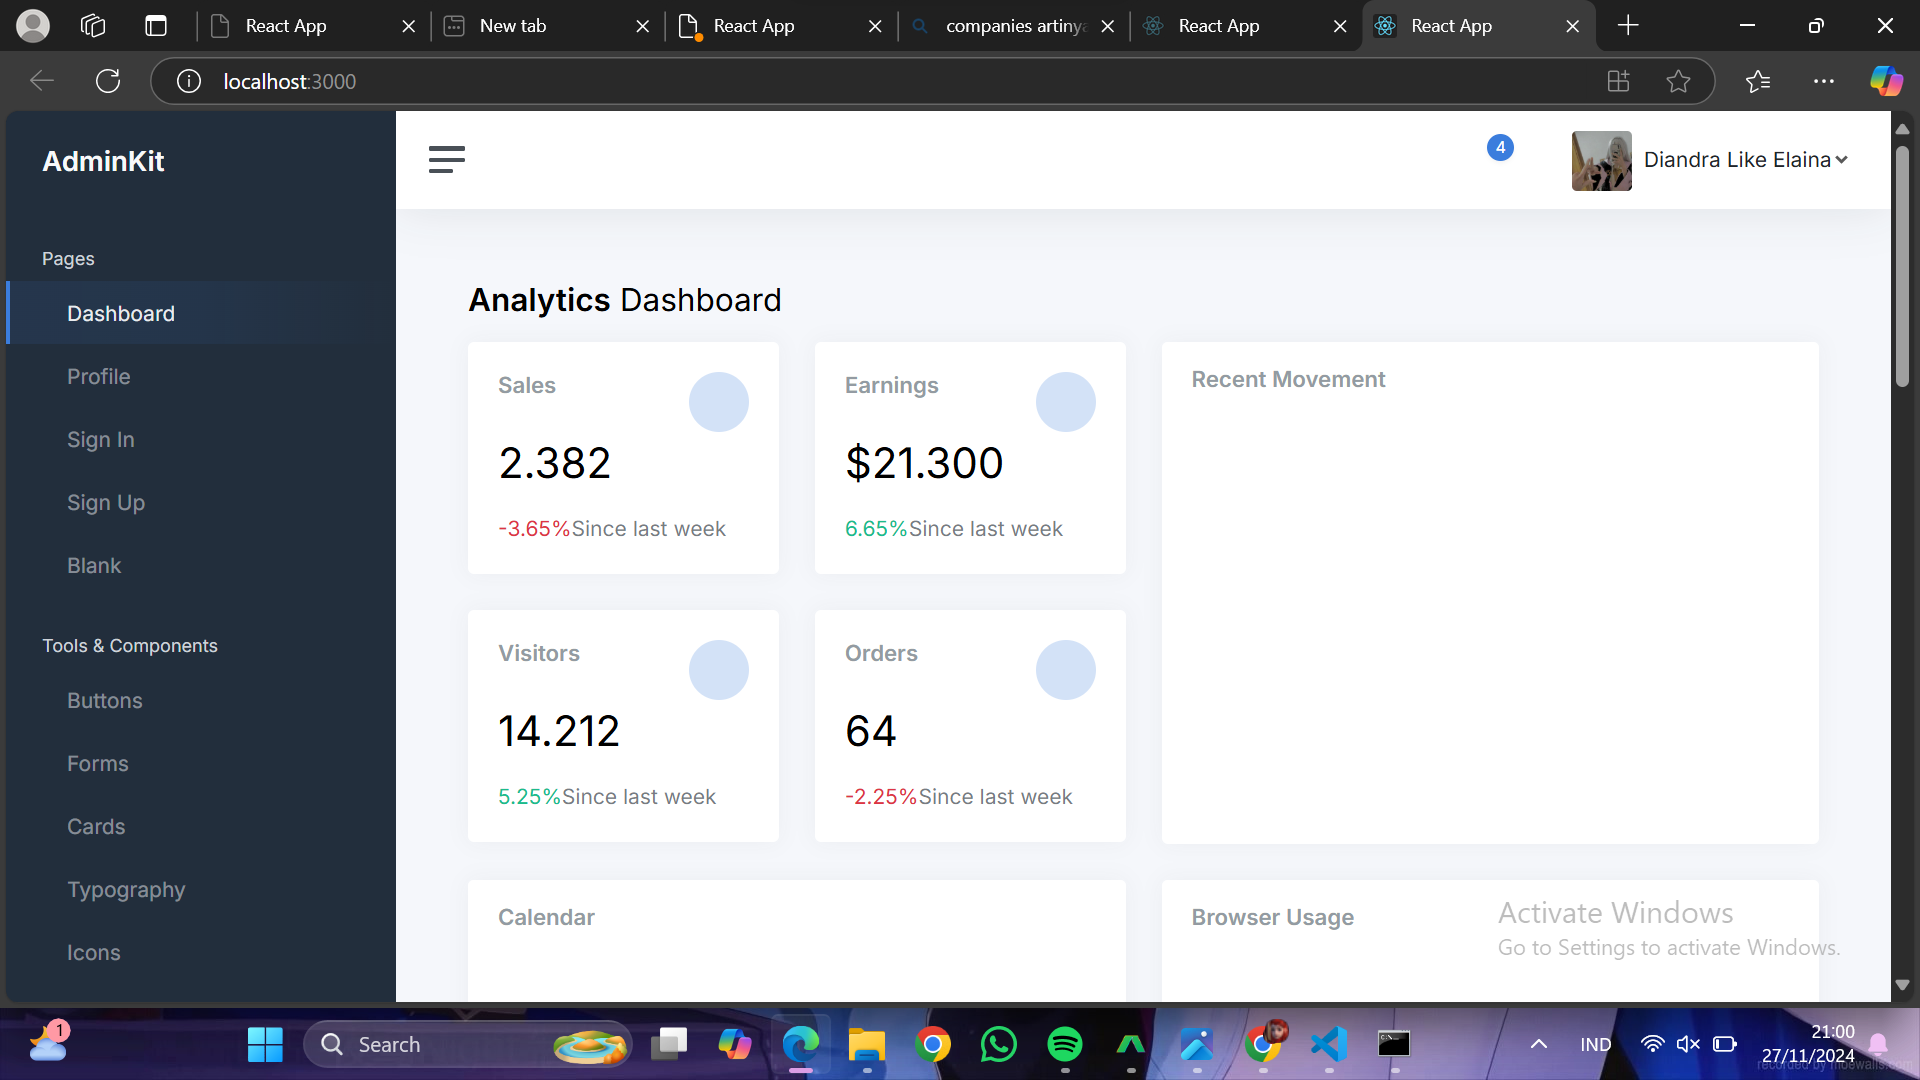 React App
New tab
React App
companies artinya
React App
React App
localhost:3000
AdminKit
4
Diandra Like Elaina
Pages
Dashboard
Profile
Sign In
Sign Up
Blank
Tools & Components
Buttons
Forms
Cards
Typography
Icons
Analytics Dashboard
Sales
2.382
-3.65%Since last week
Earnings
$21.300
6.65%Since last week
Recent Movement
Visitors
14.212
5.25%Since last week
Orders
64
-2.25%Since last week
Calendar
Browser Usage
Activate Windows
Go to Settings to activate Windows.
1
Search
IND
21:00
27/11/2024
recorded by moewalls.com